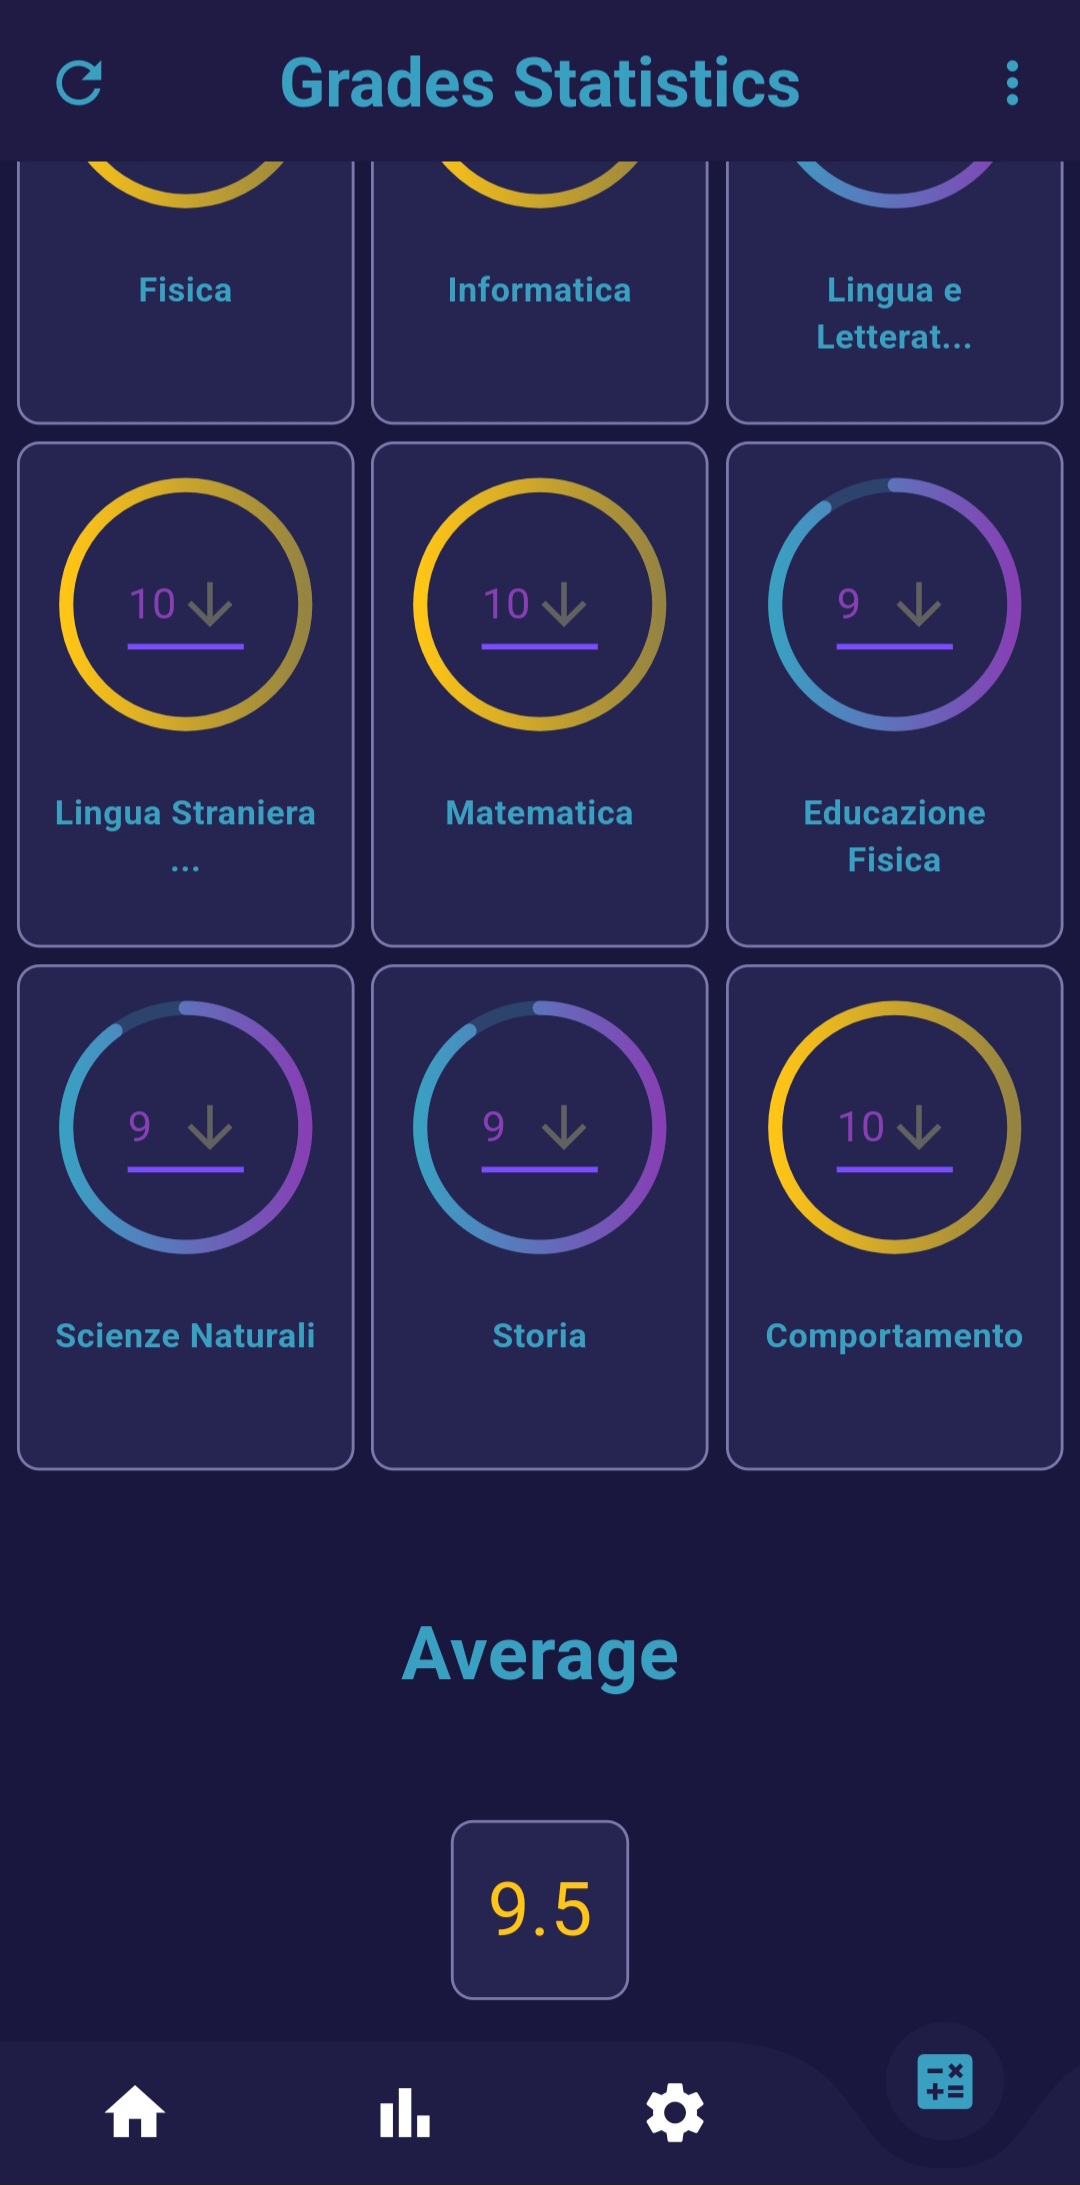 Grades Statistics
Fisica
Informatica
Lingua e
Letterat...
10
10
9
Lingua Straniera
...
Matematica
Educazione
Fisica
9
9
10
Scienze Naturali
Storia
Comportamento
Average
9.5